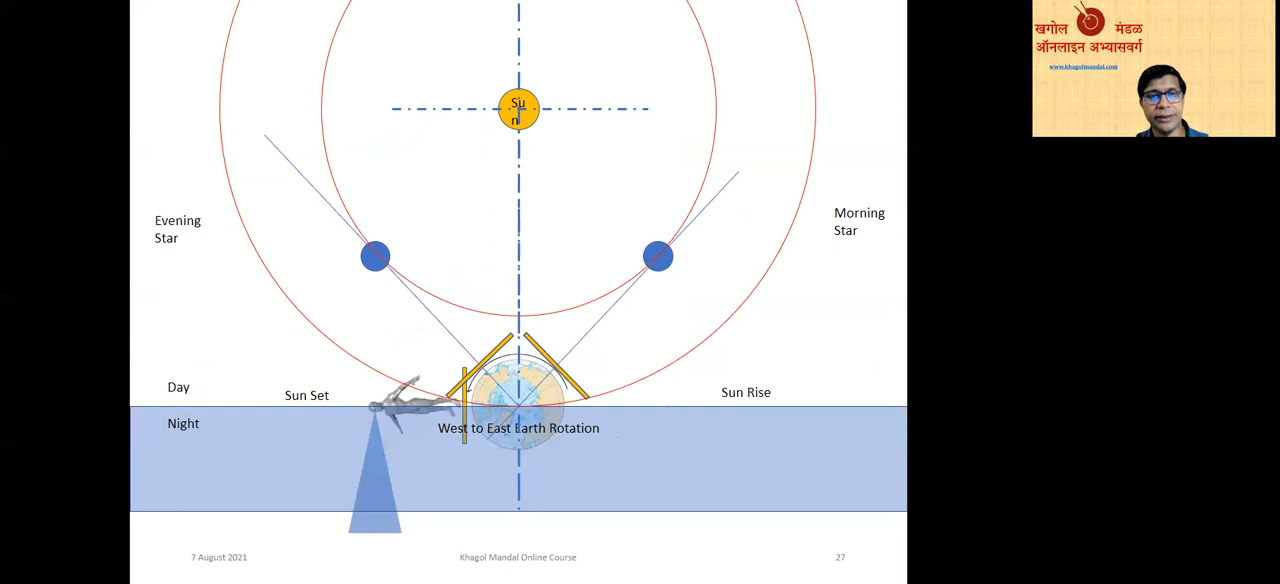 Su
n
Evening
Star
Morning
Star
Day
Sun Set
Sun Rise
Night
West to East Earth Rotation
7 August 2021
Khagol Mandal Online Course
27
खगोल मंडळ
ऑनलाइन अभ्यासवर्ग
www.khagolmandal.com